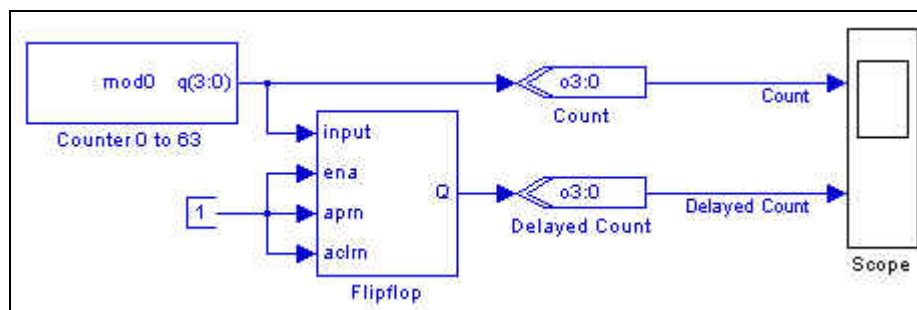 mod0 q(3:0)
Counter 0 to 63
o3:0
Count
Count
input
ena
aprn
aclrn
Q
Flipflop
1
o3:0
Delayed Count
Delayed Count
Scope